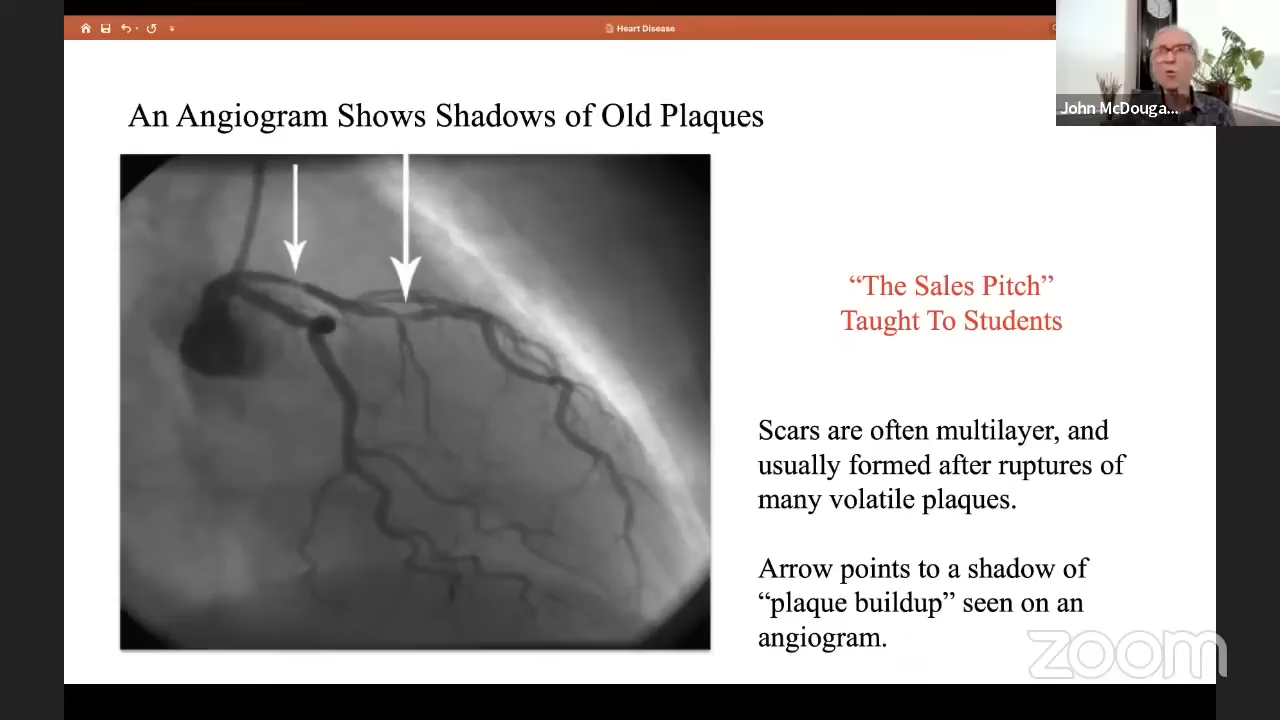 Heart Disease
John McDouga...
An Angiogram Shows Shadows of Old Plaques
“The Sales Pitch”
Taught To Students
Scars are often multilayer, and
usually formed after ruptures of
many volatile plaques.
Arrow points to a shadow of
“plaque buildup” seen on an
angiogram.
zoom